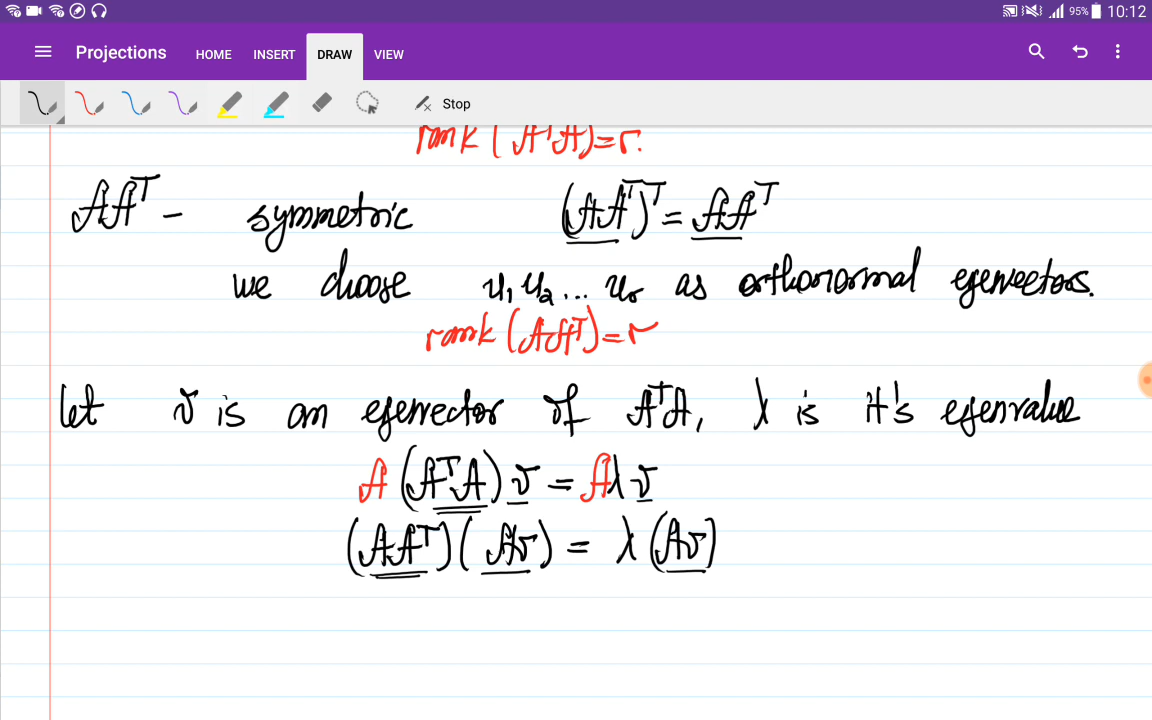 95% 10:12
Projections HOME INSERT DRAW VIEW
Stop
rank (AᵀA)=r.
AAᵀ - symmetric (AAᵀ)ᵀ = AAᵀ
we choose u₁ u₂ ... uᵣ as orthonormal eigenvectors.
rank (AAᵀ)=r
let v is an eigenvector of AᵀA, λ is it's eigenvalue
A (AᵀA) v = Aλ v
(AAᵀ)( Av) = λ (Av)